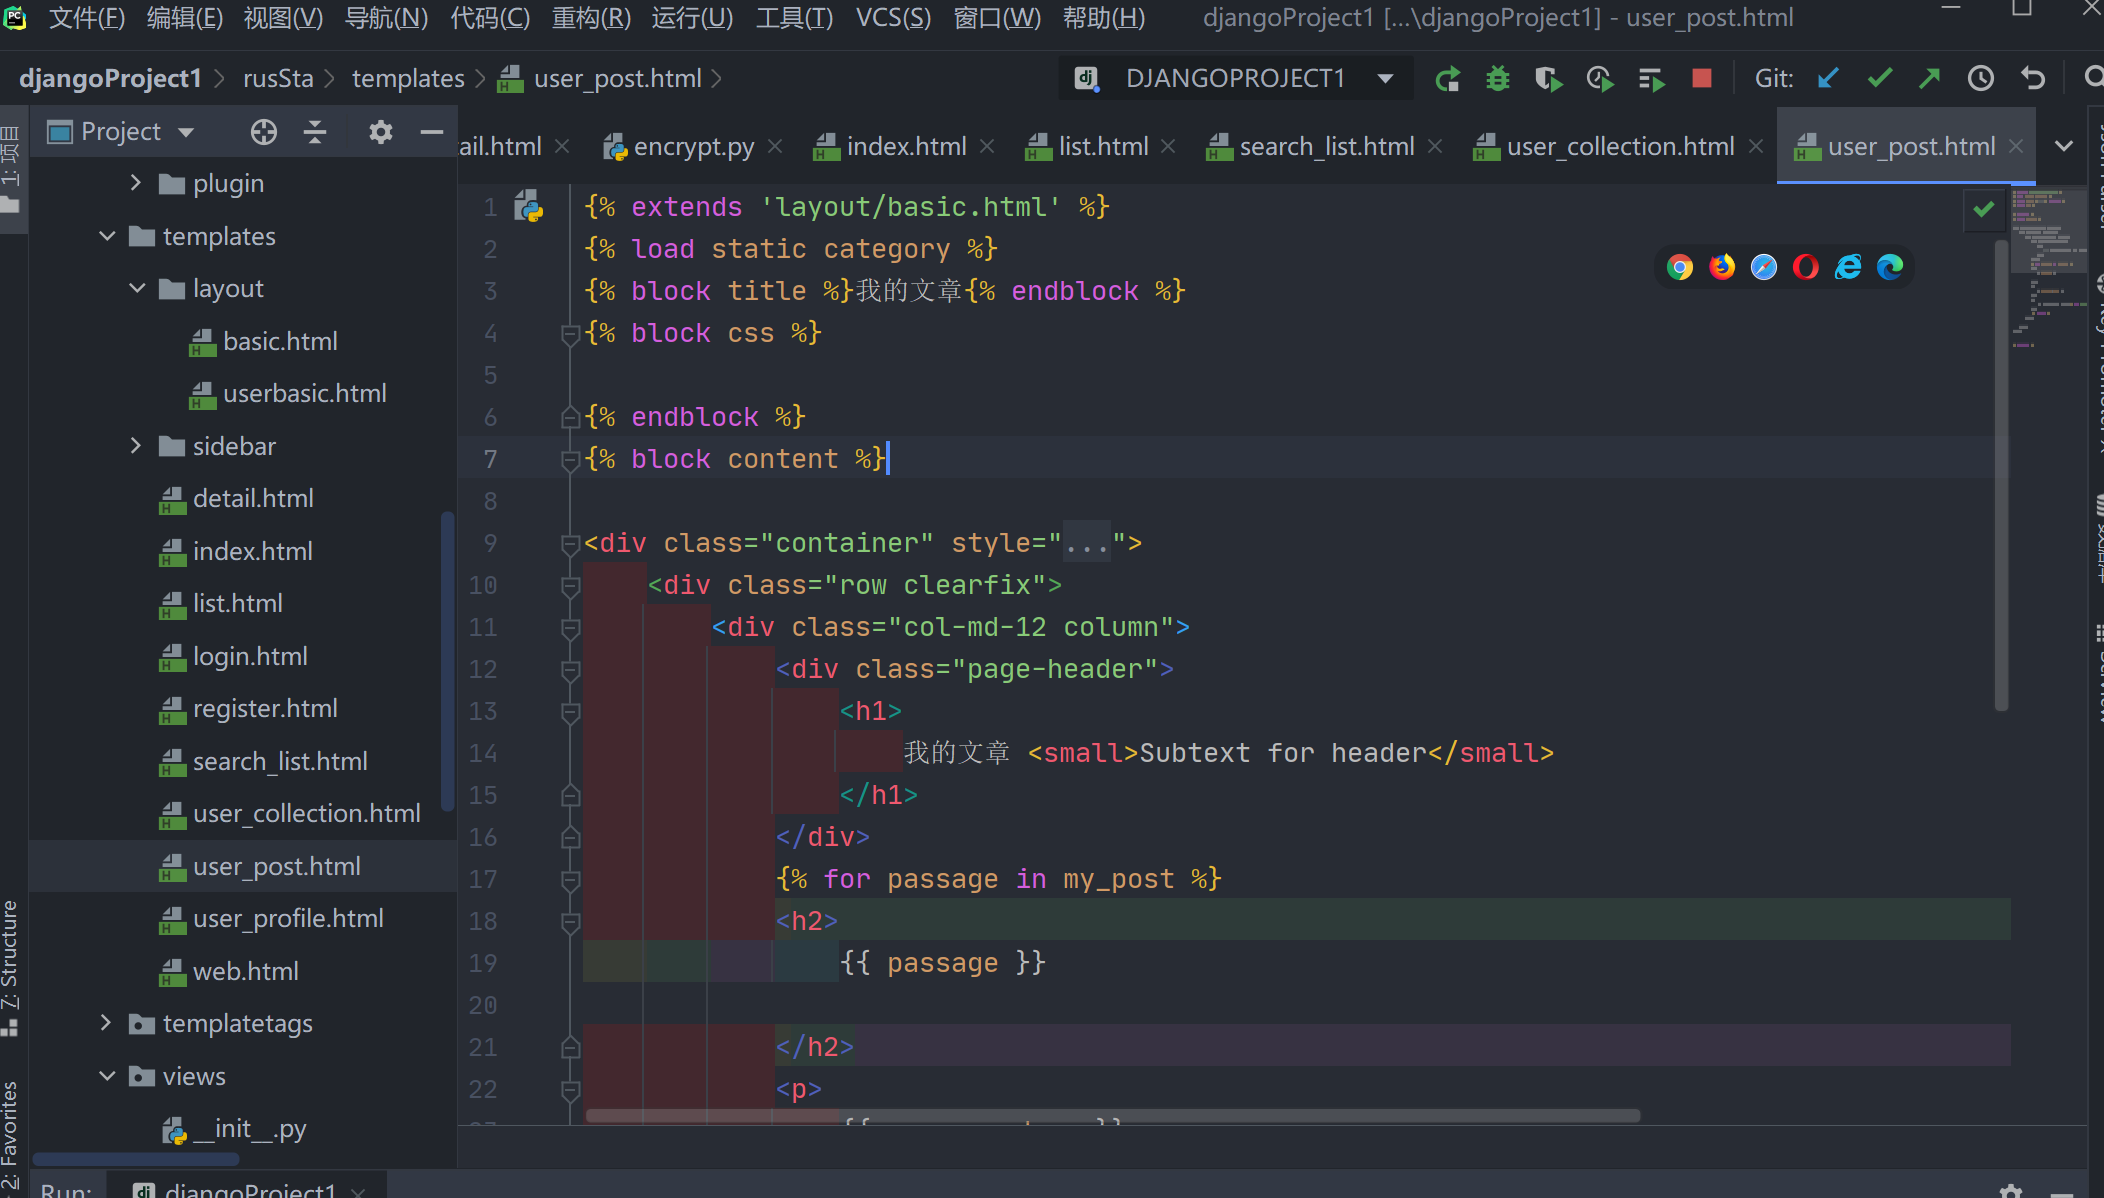 PC 文件(F) 编辑(E) 视图(V) 导航(N) 代码(C) 重构(R) 运行(U) 工具(T) VCS(S) 窗口(W) 帮助(H) djangoProject1 [...\djangoProject1] - user_post.html
djangoProject1 rusSta templates user_post.html DJANGOPROJECT1 Git:
1: 项目
Project
ail.html encrypt.py index.html list.html search_list.html user_collection.html user_post.html
plugin
templates
layout
basic.html
userbasic.html
sidebar
detail.html
index.html
list.html
login.html
register.html
search_list.html
user_collection.html
user_post.html
user_profile.html
web.html
templatetags
views
__init__.py
7: Structure
2: Favorites
1 {% extends 'layout/basic.html' %}
2 {% load static category %}
3 {% block title %}我的文章{% endblock %}
4 {% block css %}
5
6 {% endblock %}
7 {% block content %}
8
9 <div class="container" style="...">
10 <div class="row clearfix">
11 <div class="col-md-12 column">
12 <div class="page-header">
13 <h1>
14 我的文章 <small>Subtext for header</small>
15 </h1>
16 </div>
17 {% for passage in my_post %}
18 <h2>
19 {{ passage }}
20
21 </h2>
22 <p>
Run: djangoProject1